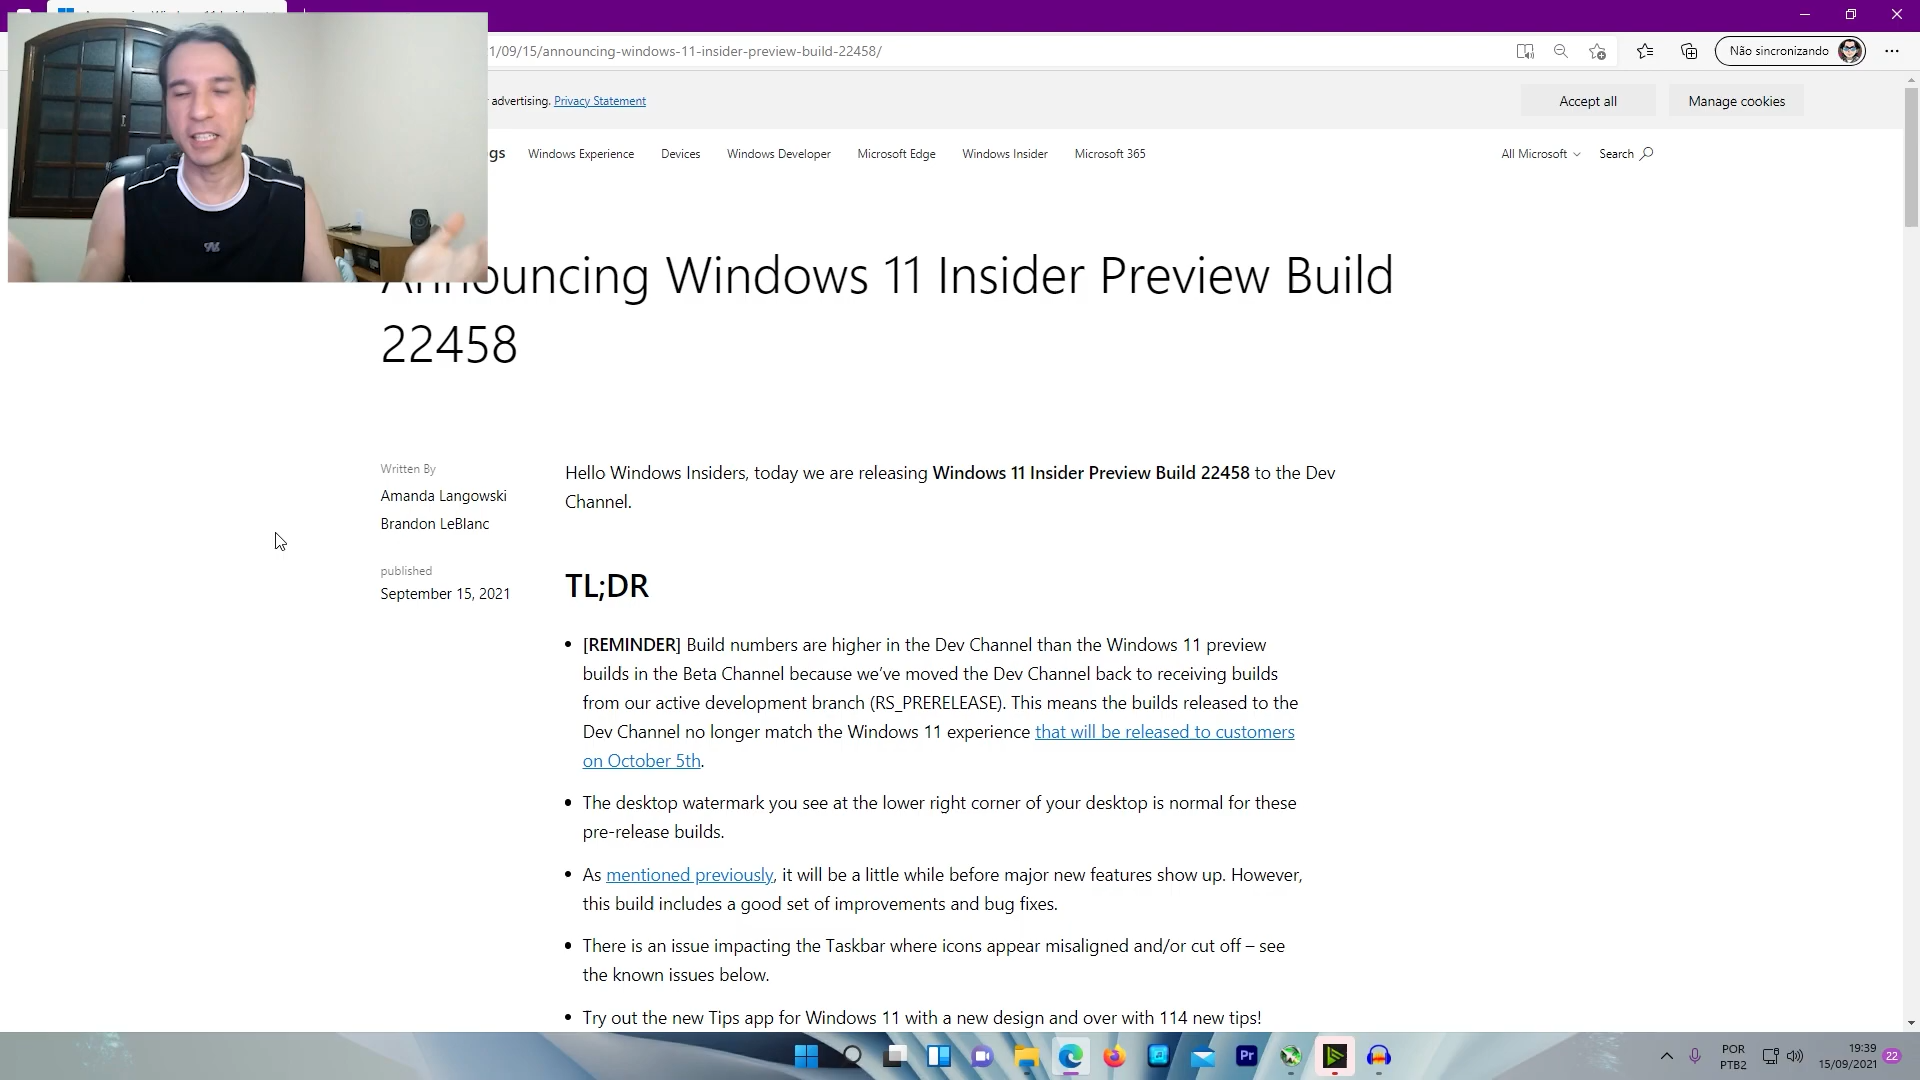 1/09/15/announcing-windows-11-insider-preview-build-22458/
Não sincronizando
advertising. Privacy Statement
Accept all
Manage cookies
gs
Windows Experience
Devices
Windows Developer
Microsoft Edge
Windows Insider
Microsoft 365
All Microsoft
Search
Announcing Windows 11 Insider Preview Build
22458
Written By
Amanda Langowski
Brandon LeBlanc
published
September 15, 2021
Hello Windows Insiders, today we are releasing Windows 11 Insider Preview Build 22458 to the Dev
Channel.
TL;DR
• [REMINDER] Build numbers are higher in the Dev Channel than the Windows 11 preview
builds in the Beta Channel because we’ve moved the Dev Channel back to receiving builds
from our active development branch (RS_PRERELEASE). This means the builds released to the
Dev Channel no longer match the Windows 11 experience that will be released to customers
on October 5th.
• The desktop watermark you see at the lower right corner of your desktop is normal for these
pre-release builds.
• As mentioned previously, it will be a little while before major new features show up. However,
this build includes a good set of improvements and bug fixes.
• There is an issue impacting the Taskbar where icons appear misaligned and/or cut off – see
the known issues below.
• Try out the new Tips app for Windows 11 with a new design and over with 114 new tips!
Pr
POR
PTB2
19:39
15/09/2021
22